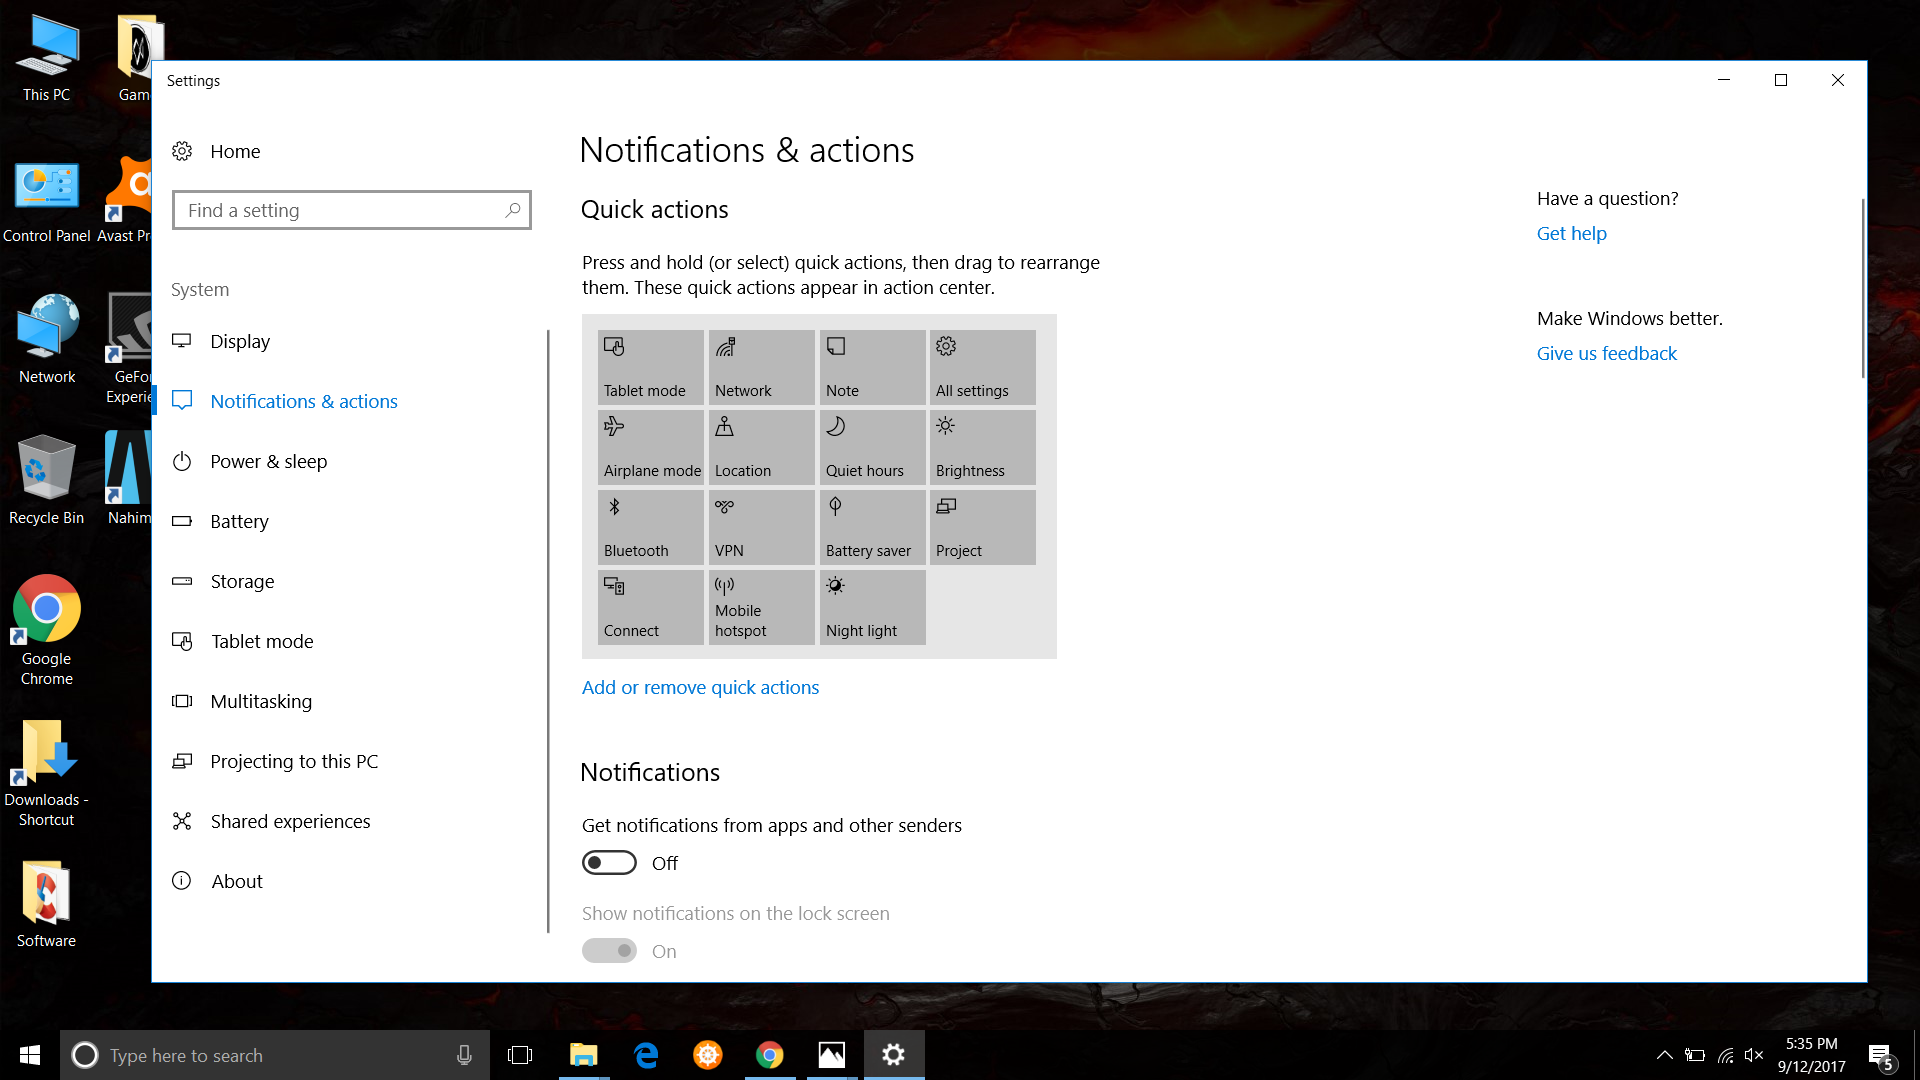 This PC
Gam
Control Panel
Avast Pr
Network
GeFor
Experie
Recycle Bin
Nahim
Google
Chrome
Downloads -
Shortcut
Software
Settings
Home
Find a setting
System
Display
Notifications & actions
Power & sleep
Battery
Storage
Tablet mode
Multitasking
Projecting to this PC
Shared experiences
About
Notifications & actions
Quick actions
Press and hold (or select) quick actions, then drag to rearrange
them. These quick actions appear in action center.
Tablet mode
Network
Note
All settings
Airplane mode
Location
Quiet hours
Brightness
Bluetooth
VPN
Battery saver
Project
Connect
Mobile
hotspot
Night light
Add or remove quick actions
Notifications
Get notifications from apps and other senders
Off
Show notifications on the lock screen
On
Have a question?
Get help
Make Windows better.
Give us feedback
Type here to search
5:35 PM
9/12/2017
5